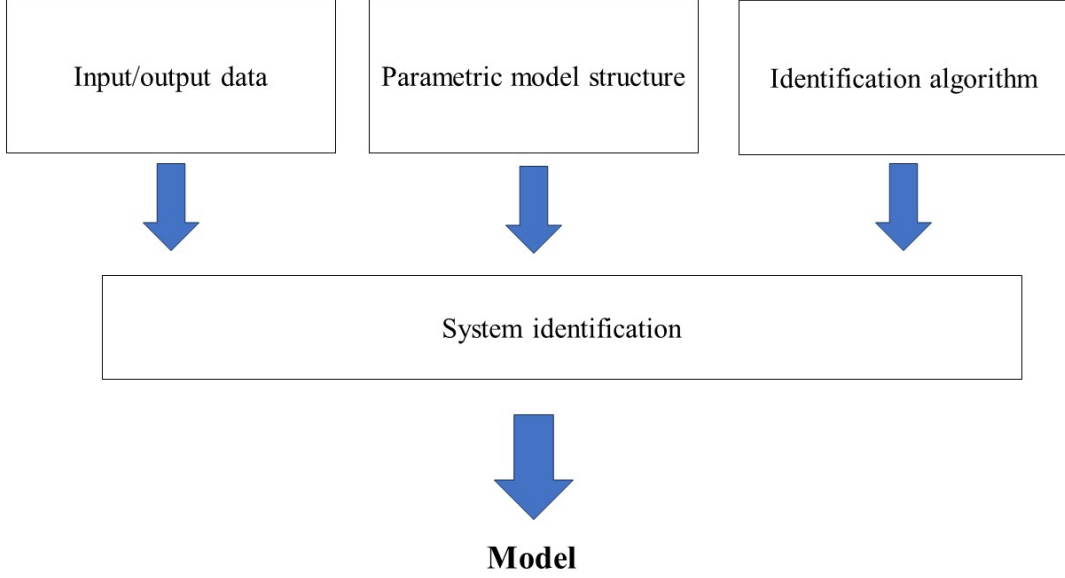 Input/output data
Parametric model structure
Identification algorithm
System identification
Model